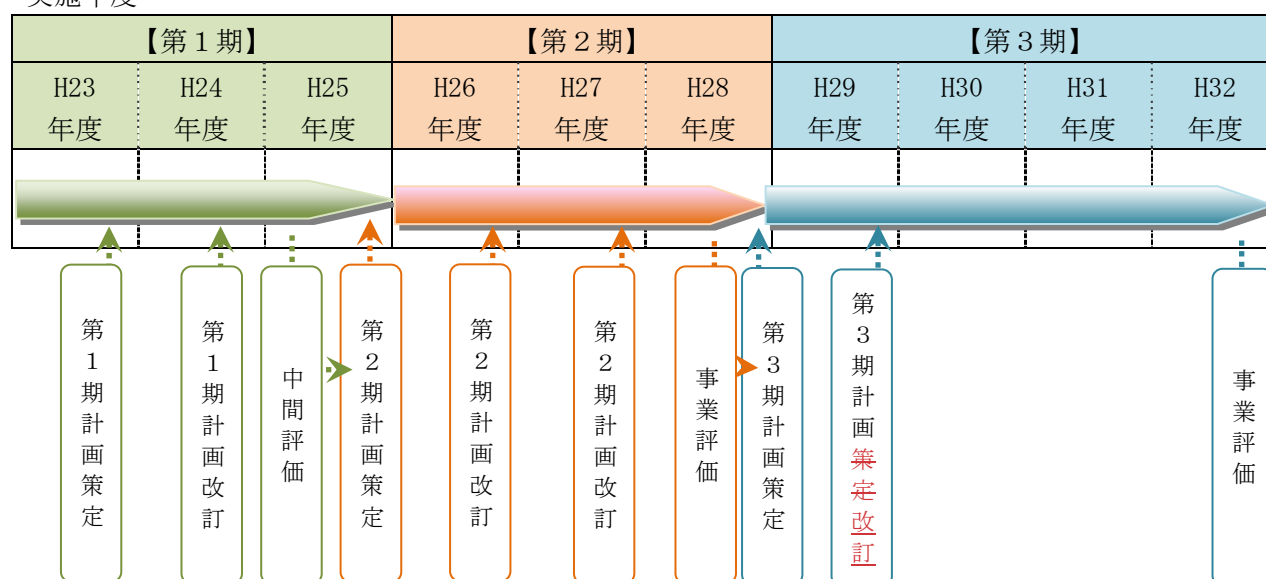 【第１期】
【第２期】
【第３期】
H23
年度
H24
年度
H25
年度
H26
年度
H27
年度
H28
年度
H29
年度
H30
年度
H31
年度
H32
年度
第１期計画策定
第１期計画改訂
中間評価
第２期計画策定
第２期計画改訂
第２期計画改訂
事業評価
第３期計画策定
第３期計画策定改訂
事業評価